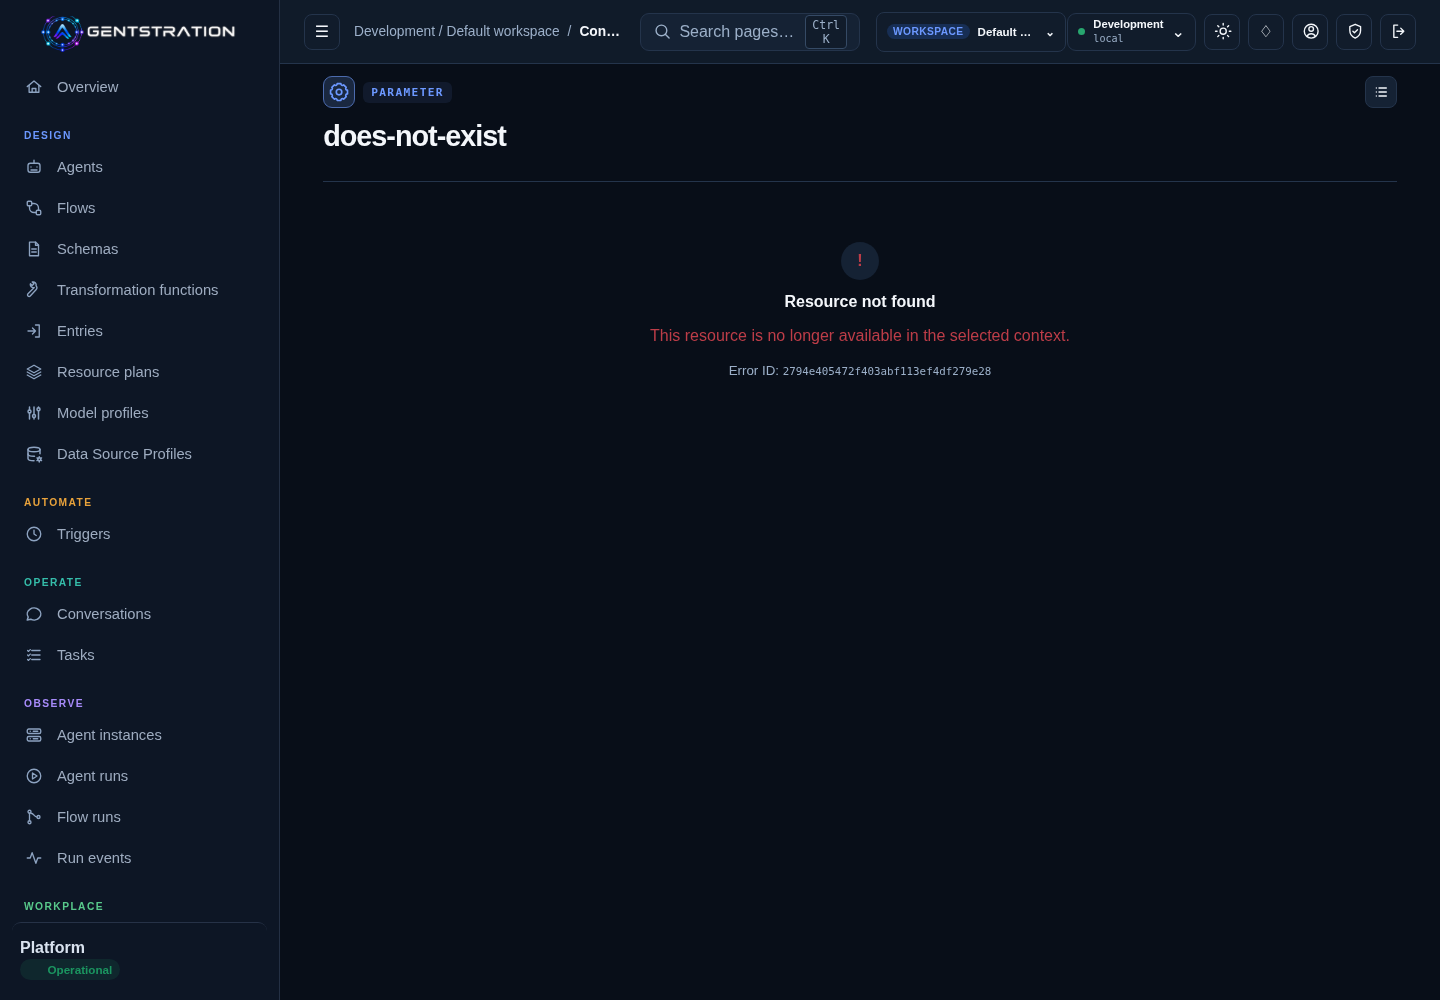 GENTSTRATION
Overview
DESIGN
Agents
Flows
Schemas
Transformation functions
Entries
Resource plans
Model profiles
Data Source Profiles
AUTOMATE
Triggers
OPERATE
Conversations
Tasks
OBSERVE
Agent instances
Agent runs
Flow runs
Run events
WORKPLACE
Platform
Operational
Development / Default workspace / Con…
Search pages…
Ctrl
K
WORKSPACE Default …
Development
local
PARAMETER
does-not-exist
!
Resource not found
This resource is no longer available in the selected context.
Error ID: 2794e405472f403abf113ef4df279e28